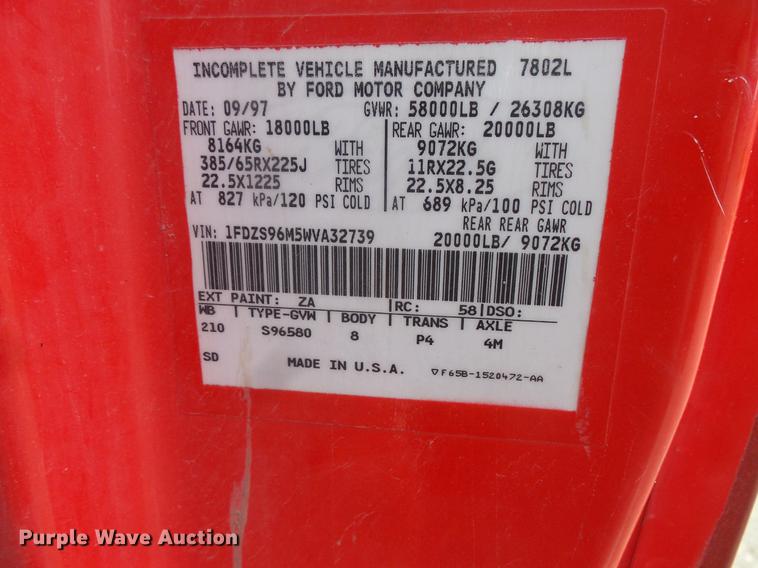 INCOMPLETE VEHICLE MANUFACTURED 7802L
BY FORD MOTOR COMPANY
DATE: 09/97 GVWR: 58000LB / 26308KG
FRONT GAWR: 18000LB REAR GAWR: 20000LB
8164KG WITH 9072KG WITH
385/65RX225J TIRES 11RX22.5G TIRES
22.5X1225 RIMS 22.5X8.25 RIMS
AT 827 kPa/120 PSI COLD AT 689 kPa/100 PSI COLD
REAR REAR GAWR
VIN: 1FDZS96M5WVA32739 20000LB/ 9072KG
EXT PAINT: ZA RC: 58 DSO:
WB TYPE-GVW BODY TRANS AXLE
210 S96580 8 P4 4M
SD MADE IN U.S.A. ▽F65B-1520472-AA
Purple Wave Auction